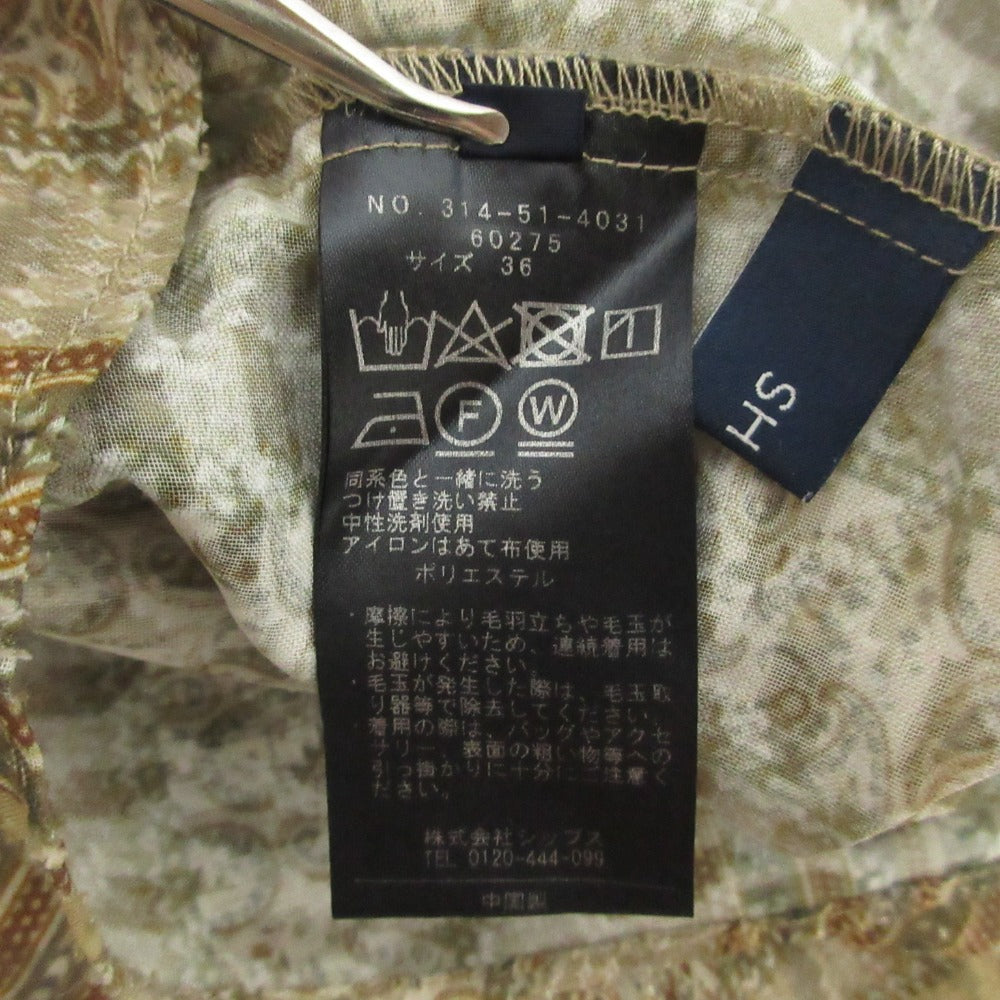 NO. 314-51-4031
60275
サイズ 36
F
W
同系色と一緒に洗う
つけ置き洗い禁止
中性洗剤使用
アイロンはあて布使用
ポリエステル
・摩擦により毛羽立ちや毛玉が
生じやすいため、連続着用は
お避けください。
・毛玉が発生した際は、毛玉取
り器等で除去してください。
・着用の際は、バッグやアクセ
サリー、表面の粗い物等への
引っ掛かりに十分にご注意く
ださい。
株式会社シップス
TEL 0120-444-099
中国製
HS